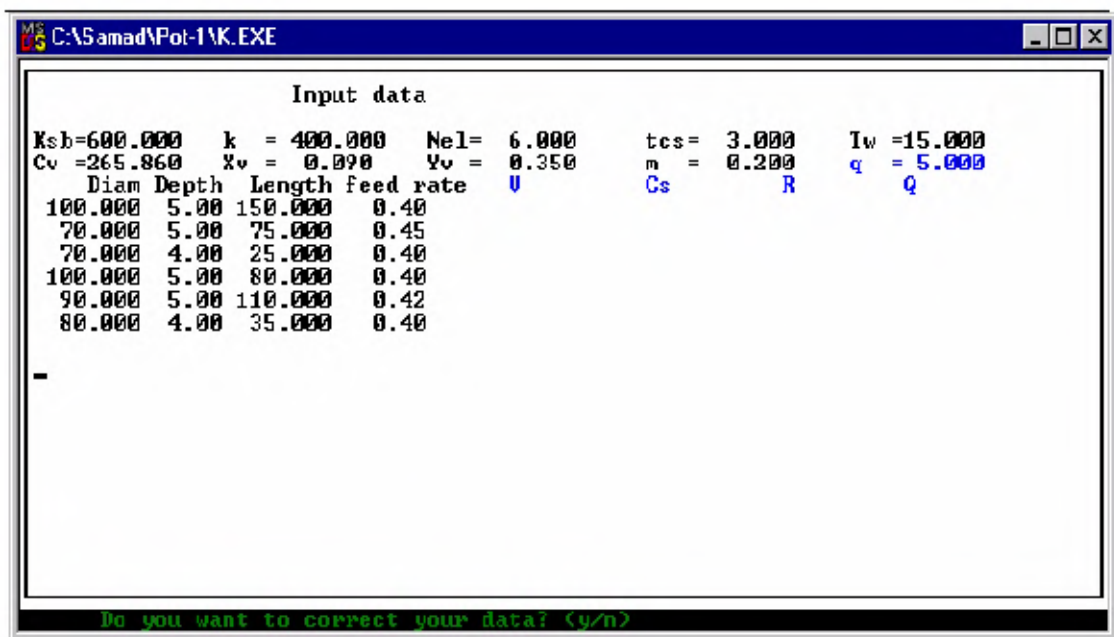 C:\Samad\Pot-1\K.EXE
Input data
Ksb=600.000 k = 400.000 Nel= 6.000 tcs= 3.000 Tw =15.000
Cv =265.860 Xv = 0.090 Yv = 0.350 m = 0.200 q = 5.000
Diam Depth Length feed rate V Cs R Q
100.000 5.00 150.000 0.40
70.000 5.00 75.000 0.45
70.000 4.00 25.000 0.40
100.000 5.00 80.000 0.40
90.000 5.00 110.000 0.42
80.000 4.00 35.000 0.40
Do you want to correct your data? (y/n)